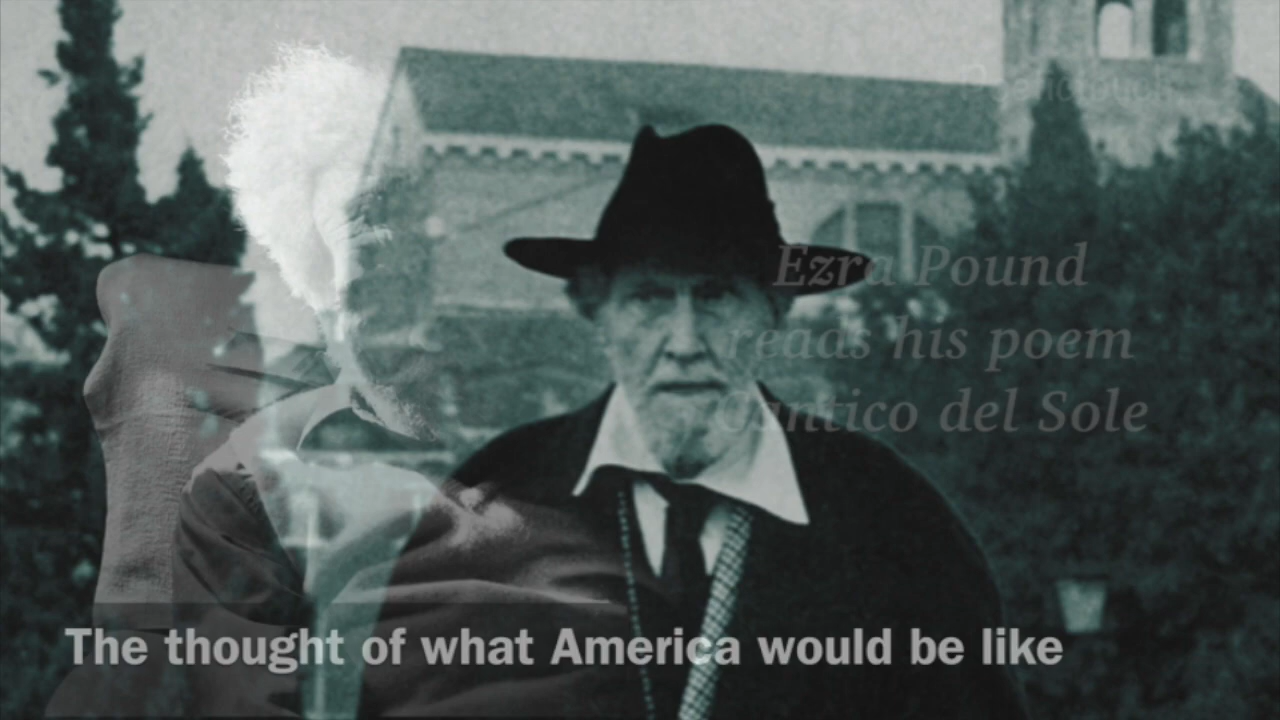 Ezra Pound
reads his poem
Cantico del Sole
The thought of what America would be like